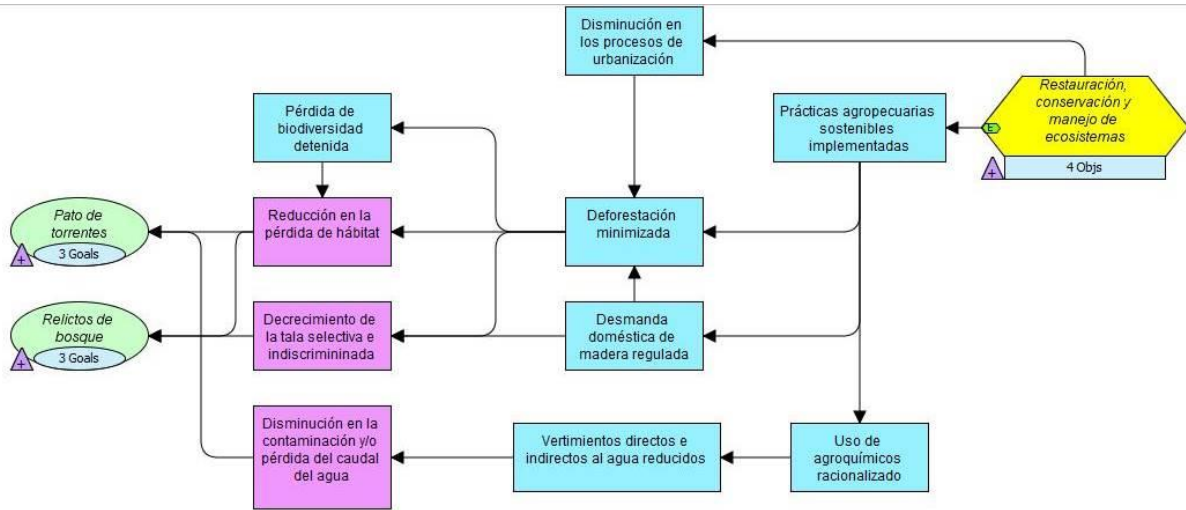 Disminución en
los procesos de
urbanización
Restauración,
conservación y
manejo de
ecosistemas
E
4 Objs
+
Pérdida de
biodiversidad
detenida
Prácticas agropecuarias
sostenibles
implementadas
Pato de
torrentes
3 Goals
+
Reducción en la
pérdida de hábitat
Deforestación
minimizada
Relictos de
bosque
3 Goals
+
Decrecimiento de
la tala selectiva e
indiscrimininada
Desmanda
doméstica de
madera regulada
Disminución en la
contaminación y/o
pérdida del caudal
del agua
Vertimientos directos e
indirectos al agua reducidos
Uso de
agroquímicos
racionalizado